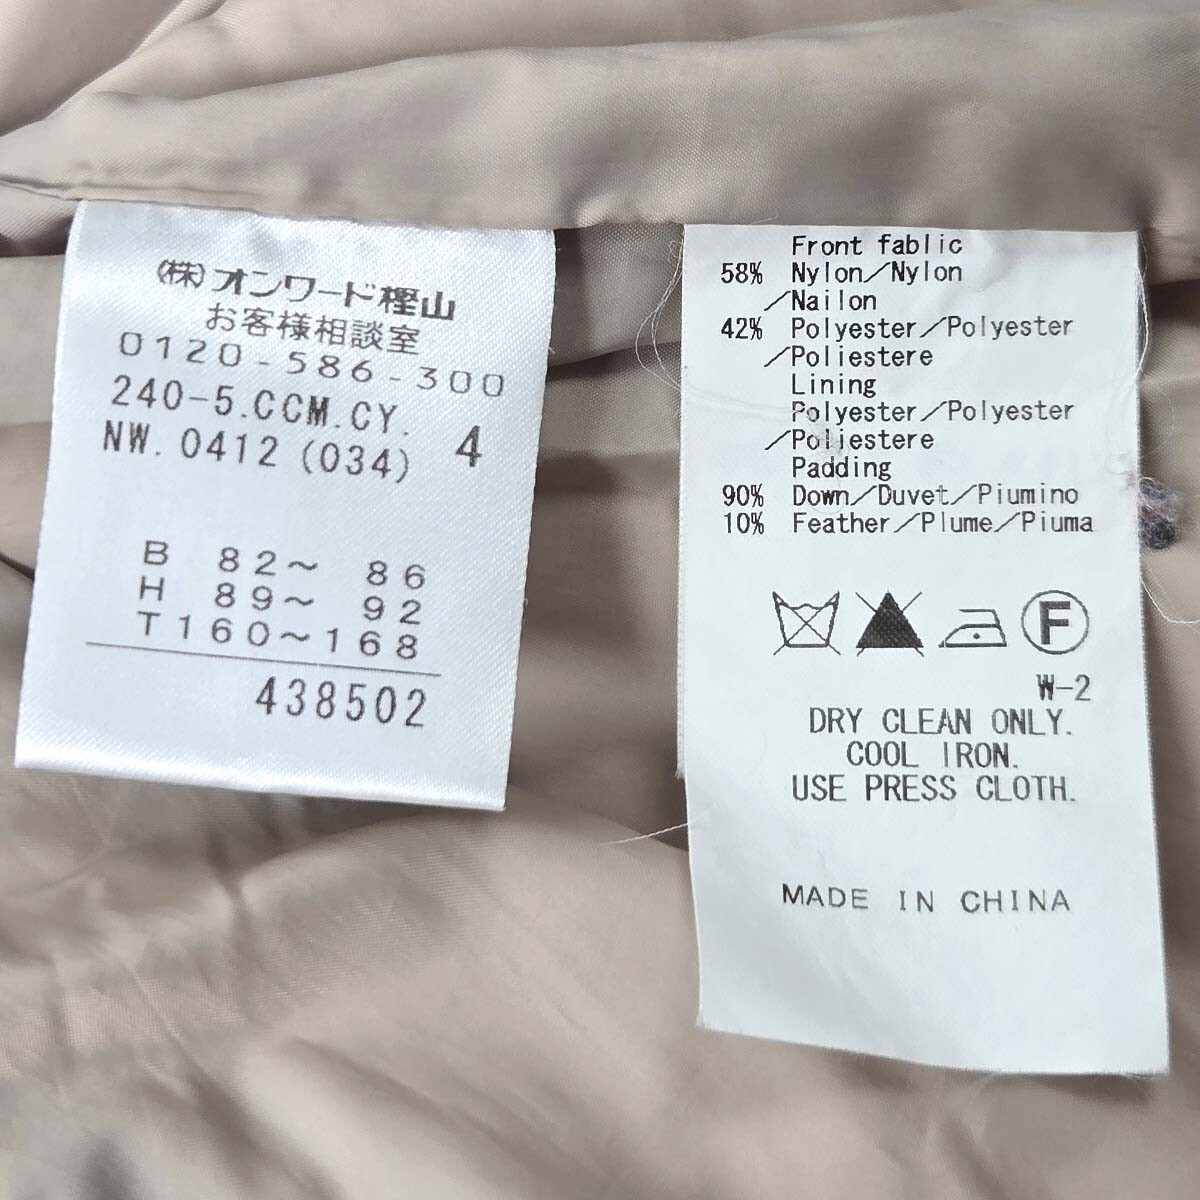 (株)オンワード樫山
お客様相談室
0120-586-300
240-5.CCM.CY.
NW. 0412 (034) 4
B 82〜 86
H 89〜 92
T160〜168
438502
Front fablic
58% Nylon／Nylon
／Nailon
42% Polyester／Polyester
／Poliestere
Lining
Polyester／Polyester
／Poliestere
Padding
90% Down／Duvet／Piumino
10% Feather／Plume／Piuma
F
W-2
DRY CLEAN ONLY.
COOL IRON.
USE PRESS CLOTH.
MADE IN CHINA